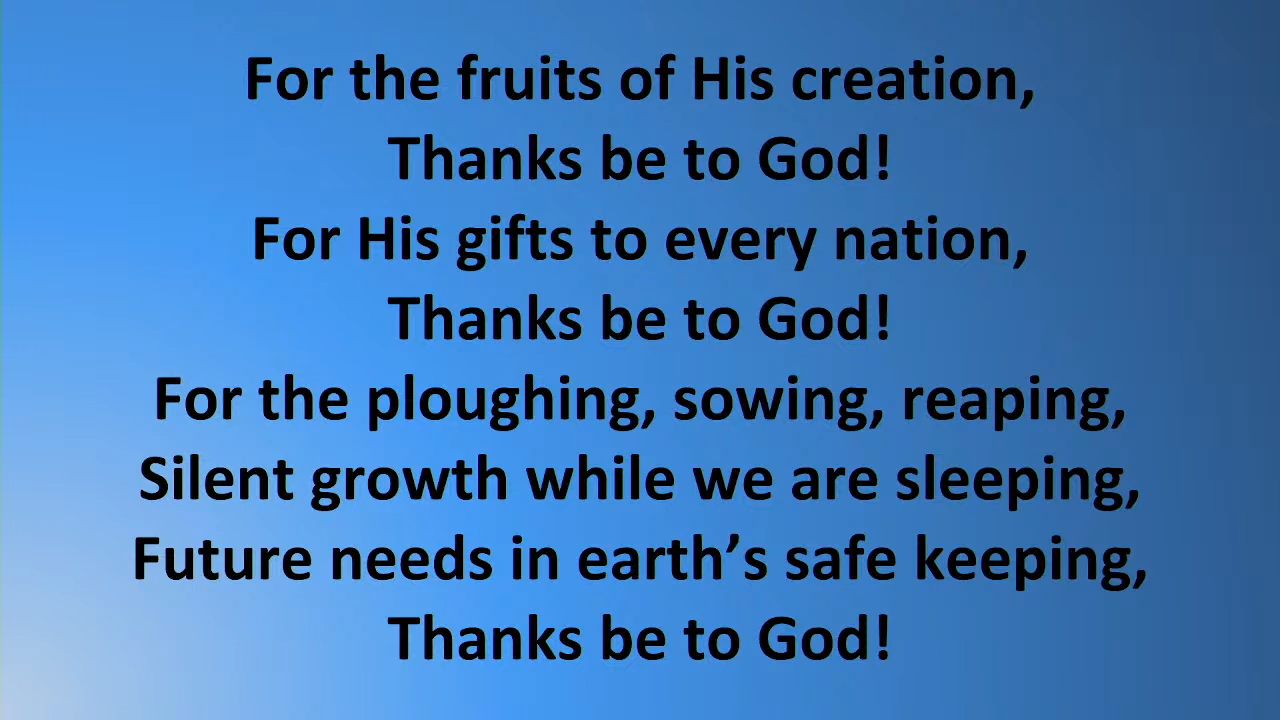 For the fruits of His creation,
Thanks be to God!
For His gifts to every nation,
Thanks be to God!
For the ploughing, sowing, reaping,
Silent growth while we are sleeping,
Future needs in earth’s safe keeping,
Thanks be to God!